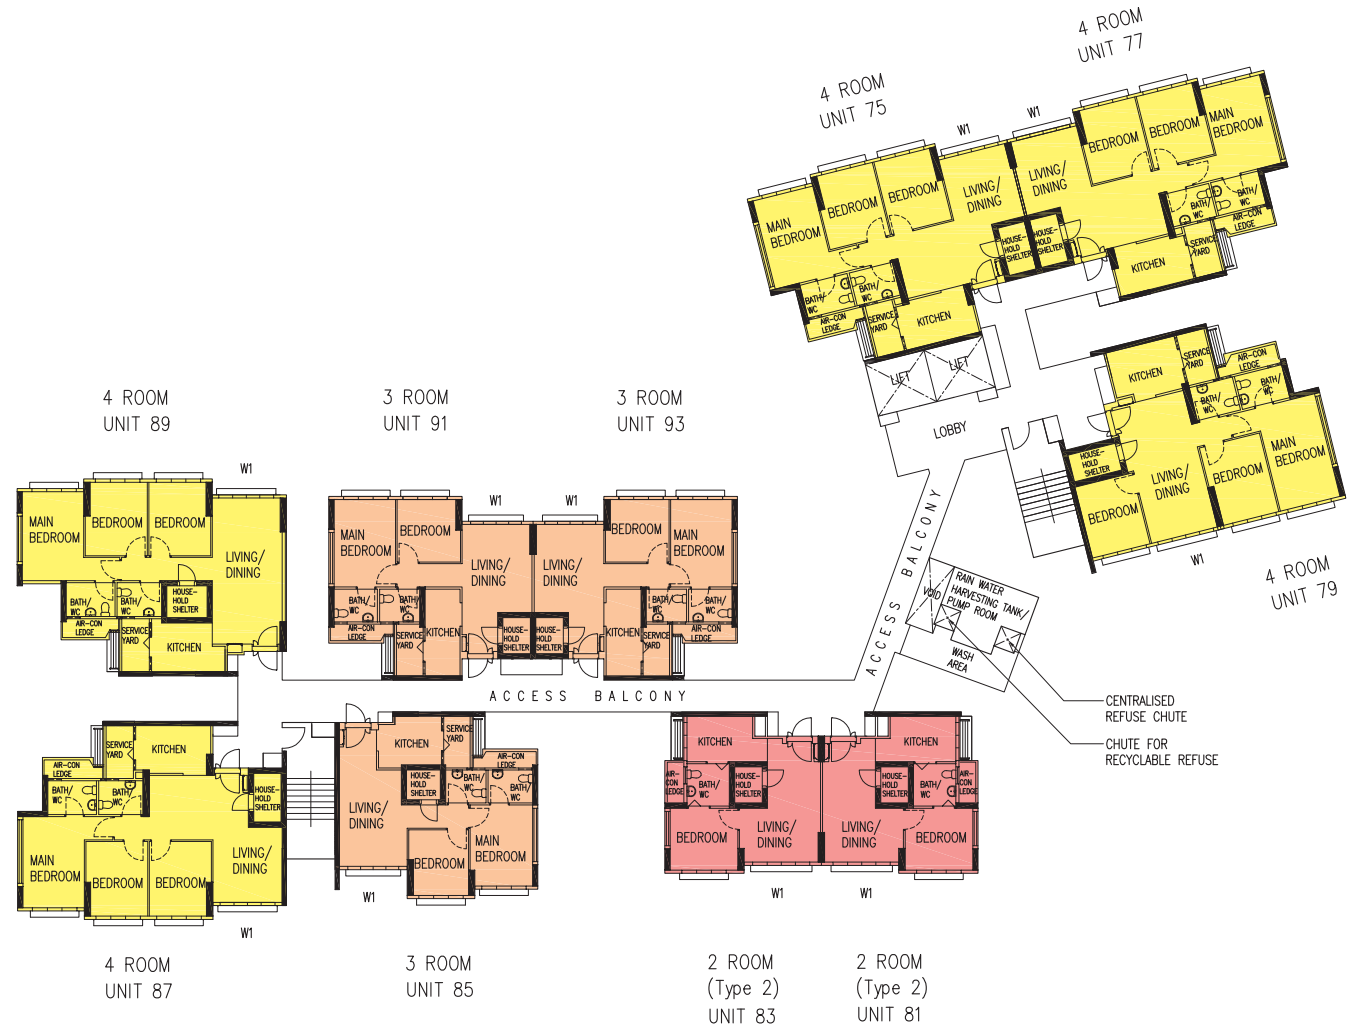 4 ROOM
UNIT 77
4 ROOM
UNIT 75
W1
W1
MAIN
BEDROOM
BEDROOM
BEDROOM
LIVING/
DINING
HOUSE-
HOLD
SHELTER
BATH/
WC
BATH/
WC
AIR-CON
LEDGE
SERVICE
YARD
KITCHEN
LIVING/
DINING
BEDROOM
BEDROOM
MAIN
BEDROOM
HOUSE-
HOLD
SHELTER
BATH/
WC
BATH/
WC
AIR-CON
LEDGE
SERVICE
YARD
KITCHEN
LIFT
LIFT
LOBBY
KITCHEN
SERVICE
YARD
AIR-CON
LEDGE
BATH/
WC
BATH/
WC
HOUSE-
HOLD
SHELTER
BEDROOM
LIVING/
DINING
BEDROOM
MAIN
BEDROOM
W1
4 ROOM
UNIT 79
4 ROOM
UNIT 89
3 ROOM
UNIT 91
3 ROOM
UNIT 93
W1
MAIN
BEDROOM
BEDROOM
BEDROOM
LIVING/
DINING
HOUSE-
HOLD
SHELTER
BATH/
WC
BATH/
WC
AIR-CON
LEDGE
SERVICE
YARD
KITCHEN
W1
W1
MAIN
BEDROOM
BEDROOM
LIVING/
DINING
BATH/
WC
BATH/
WC
AIR-CON
LEDGE
SERVICE
YARD
KITCHEN
HOUSE-
HOLD
SHELTER
LIVING/
DINING
BEDROOM
MAIN
BEDROOM
HOUSE-
HOLD
SHELTER
KITCHEN
BATH/
WC
BATH/
WC
SERVICE
YARD
AIR-CON
LEDGE
ACCESS BALCONY
ACCESS BALCONY
VOID
RAIN WATER
HARVESTING TANK/
PUMP ROOM
WASH
AREA
CENTRALISED
REFUSE CHUTE
CHUTE FOR
RECYCLABLE REFUSE
SERVICE
YARD
KITCHEN
AIR-CON
LEDGE
BATH/
WC
BATH/
WC
HOUSE-
HOLD
SHELTER
MAIN
BEDROOM
BEDROOM
BEDROOM
LIVING/
DINING
W1
4 ROOM
UNIT 87
KITCHEN
SERVICE
YARD
AIR-CON
LEDGE
HOUSE-
HOLD
SHELTER
BATH/
WC
BATH/
WC
LIVING/
DINING
BEDROOM
MAIN
BEDROOM
W1
3 ROOM
UNIT 85
KITCHEN
AIR-
CON
LEDGE
BATH/
WC
HOUSE-
HOLD
SHELTER
BEDROOM
LIVING/
DINING
W1
KITCHEN
HOUSE-
HOLD
SHELTER
BATH/
WC
AIR-
CON
LEDGE
LIVING/
DINING
BEDROOM
W1
2 ROOM
(Type 2)
UNIT 83
2 ROOM
(Type 2)
UNIT 81